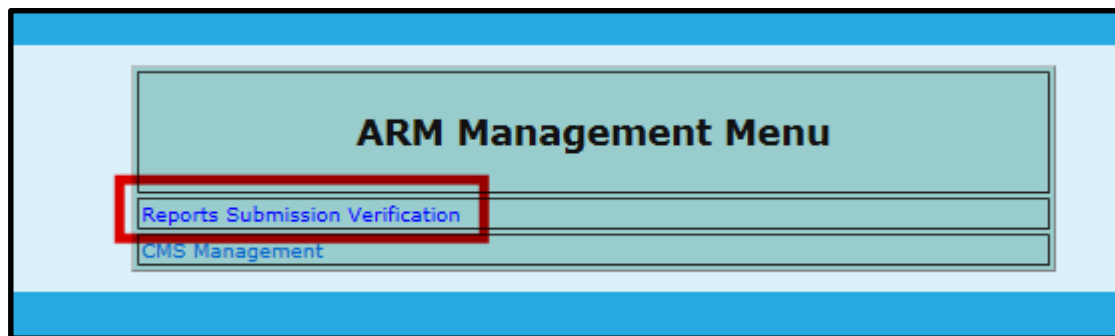 ARM Management Menu
Reports Submission Verification
CMS Management